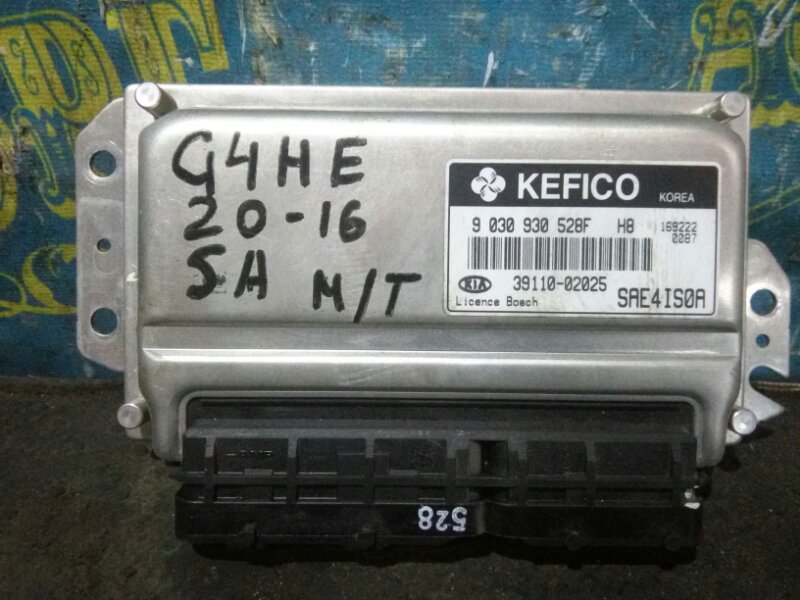 G4HE
20-16
SA M/T
KEFICO
KOREA
9 030 930 528F H8 169222
0087
KIA 39110-02025
Licence Bosch SAE4IS0A
AMP
528